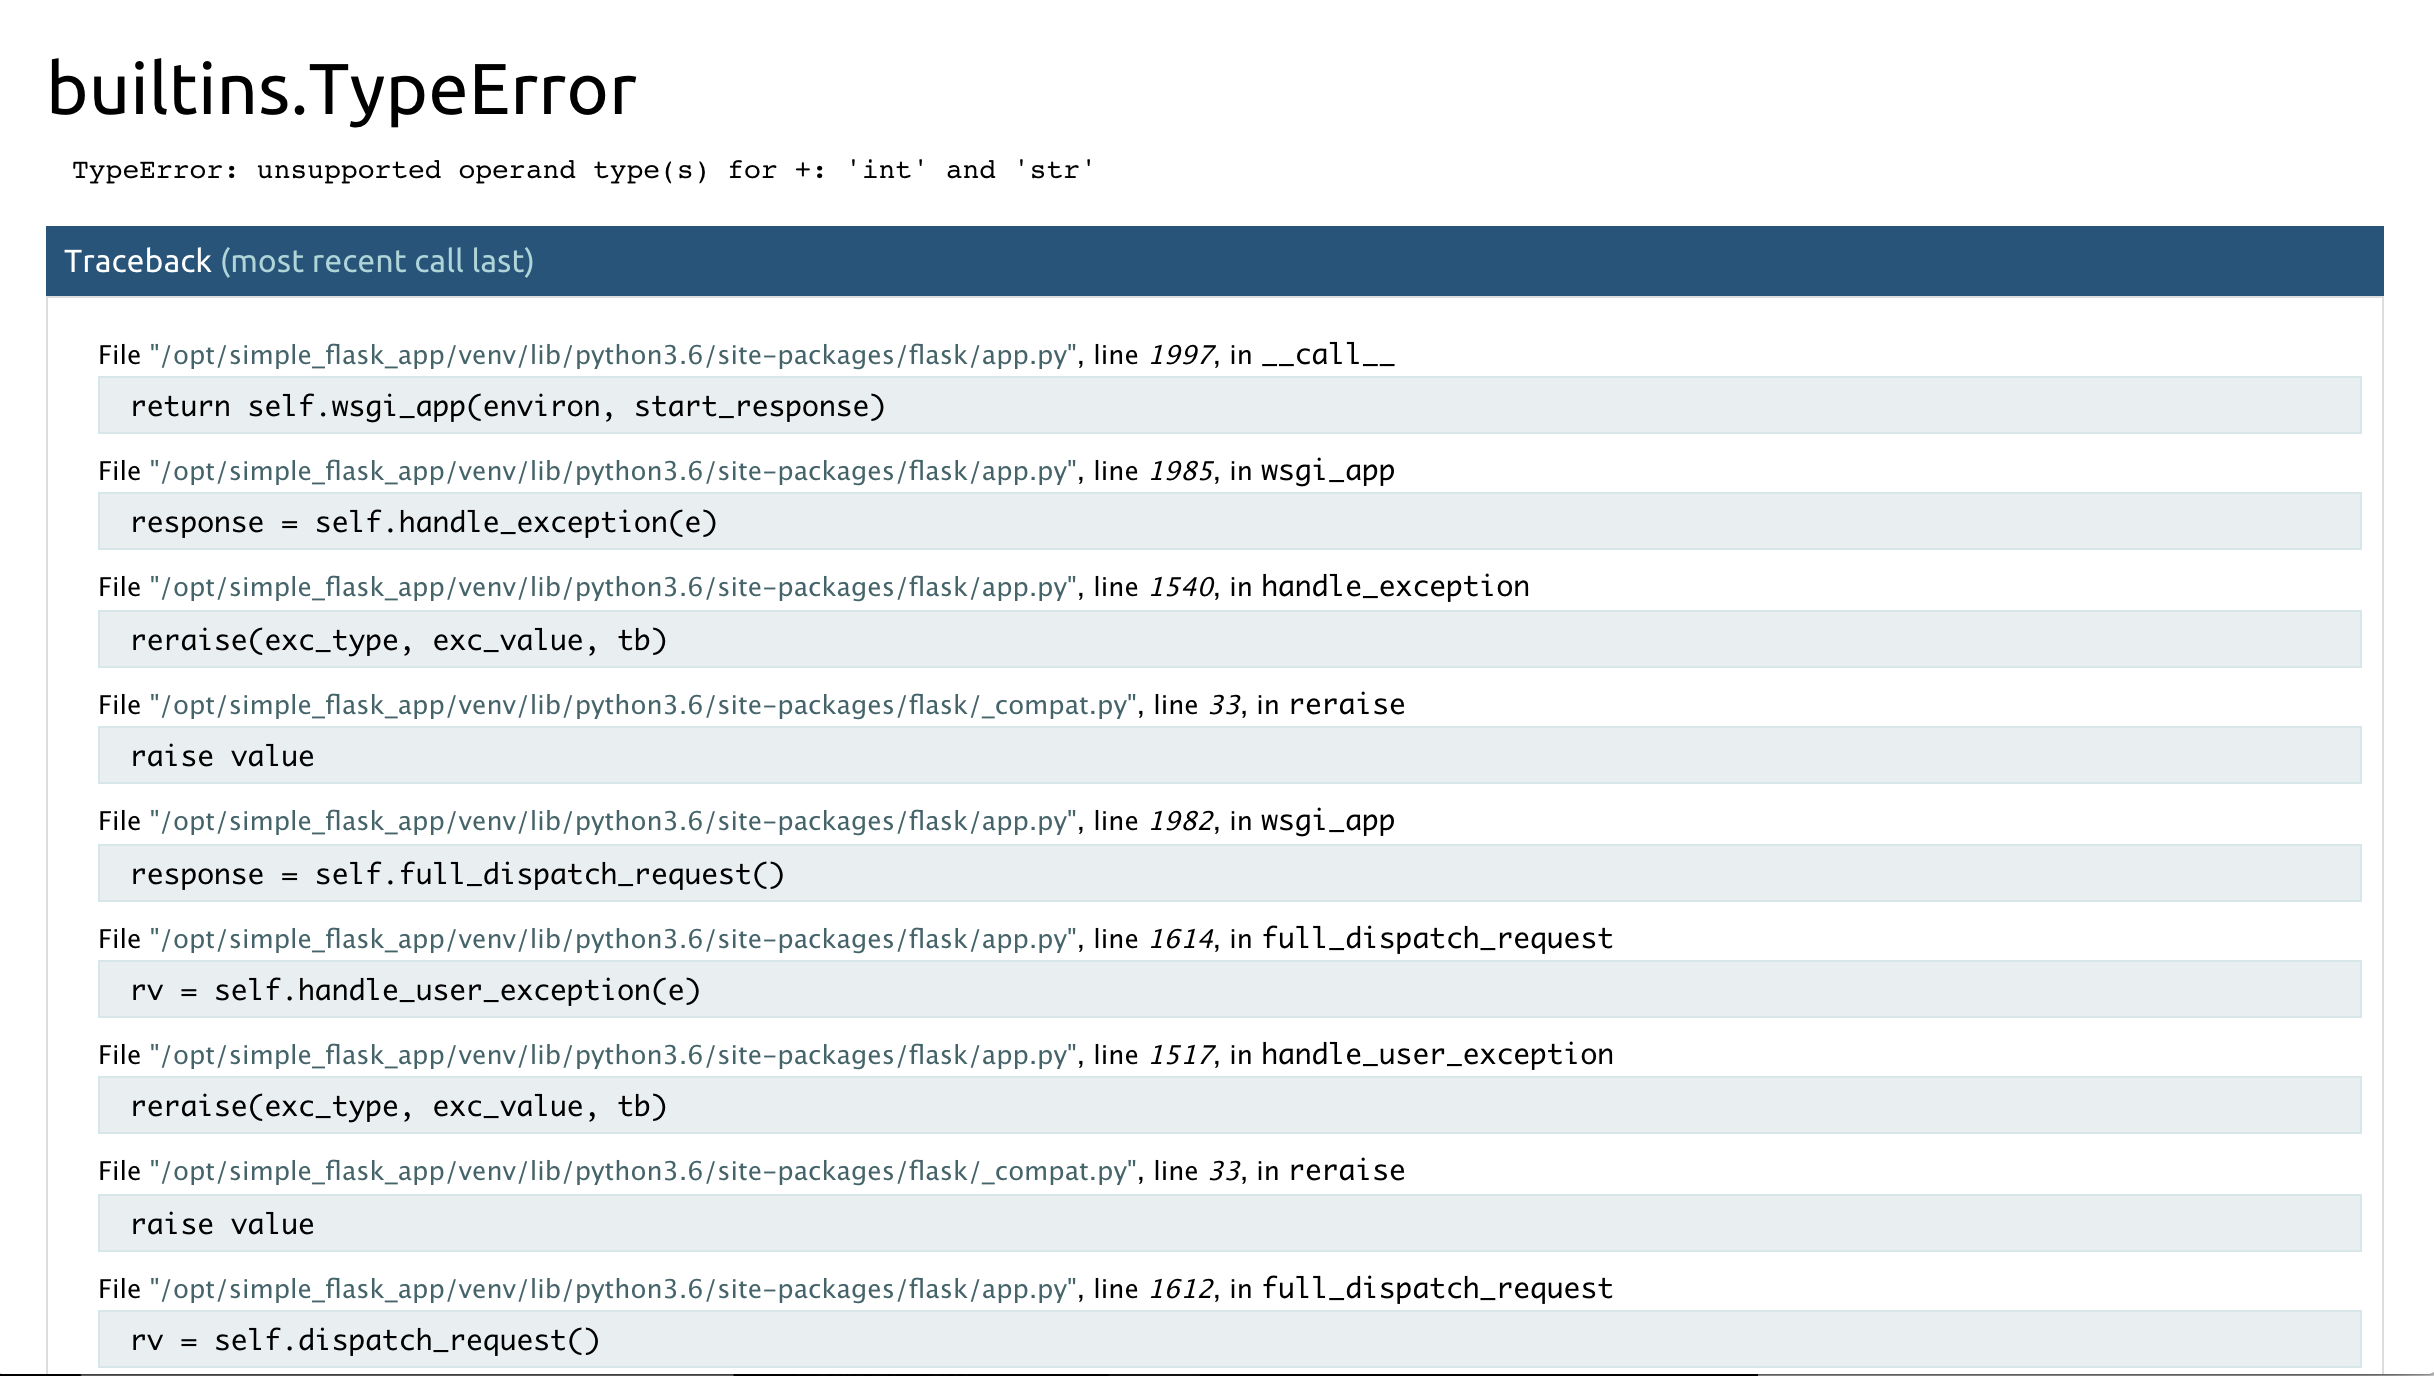 builtins.TypeError
TypeError: unsupported operand type(s) for +: 'int' and 'str'
Traceback (most recent call last)
File "/opt/simple_flask_app/venv/lib/python3.6/site-packages/flask/app.py", line 1997, in __call__
return self.wsgi_app(environ, start_response)
File "/opt/simple_flask_app/venv/lib/python3.6/site-packages/flask/app.py", line 1985, in wsgi_app
response = self.handle_exception(e)
File "/opt/simple_flask_app/venv/lib/python3.6/site-packages/flask/app.py", line 1540, in handle_exception
reraise(exc_type, exc_value, tb)
File "/opt/simple_flask_app/venv/lib/python3.6/site-packages/flask/_compat.py", line 33, in reraise
raise value
File "/opt/simple_flask_app/venv/lib/python3.6/site-packages/flask/app.py", line 1982, in wsgi_app
response = self.full_dispatch_request()
File "/opt/simple_flask_app/venv/lib/python3.6/site-packages/flask/app.py", line 1614, in full_dispatch_request
rv = self.handle_user_exception(e)
File "/opt/simple_flask_app/venv/lib/python3.6/site-packages/flask/app.py", line 1517, in handle_user_exception
reraise(exc_type, exc_value, tb)
File "/opt/simple_flask_app/venv/lib/python3.6/site-packages/flask/_compat.py", line 33, in reraise
raise value
File "/opt/simple_flask_app/venv/lib/python3.6/site-packages/flask/app.py", line 1612, in full_dispatch_request
rv = self.dispatch_request()